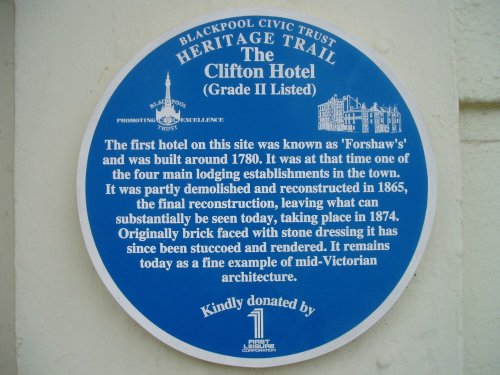 BLACKPOOL CIVIC TRUST
HERITAGE TRAIL
The
Clifton Hotel
(Grade II Listed)
BLACKPOOL
PROMOTING EXCELLENCE
TRUST
The first hotel on this site was known as 'Forshaw's'
and was built around 1780. It was at that time one of
the four main lodging establishments in the town.
It was partly demolished and reconstructed in 1865,
the final reconstruction, leaving what can
substantially be seen today, taking place in 1874.
Originally brick faced with stone dressing it has
since been stuccoed and rendered. It remains
today as a fine example of mid-Victorian
architecture.
Kindly donated by
1
FIRST
LEISURE
CORPORATION